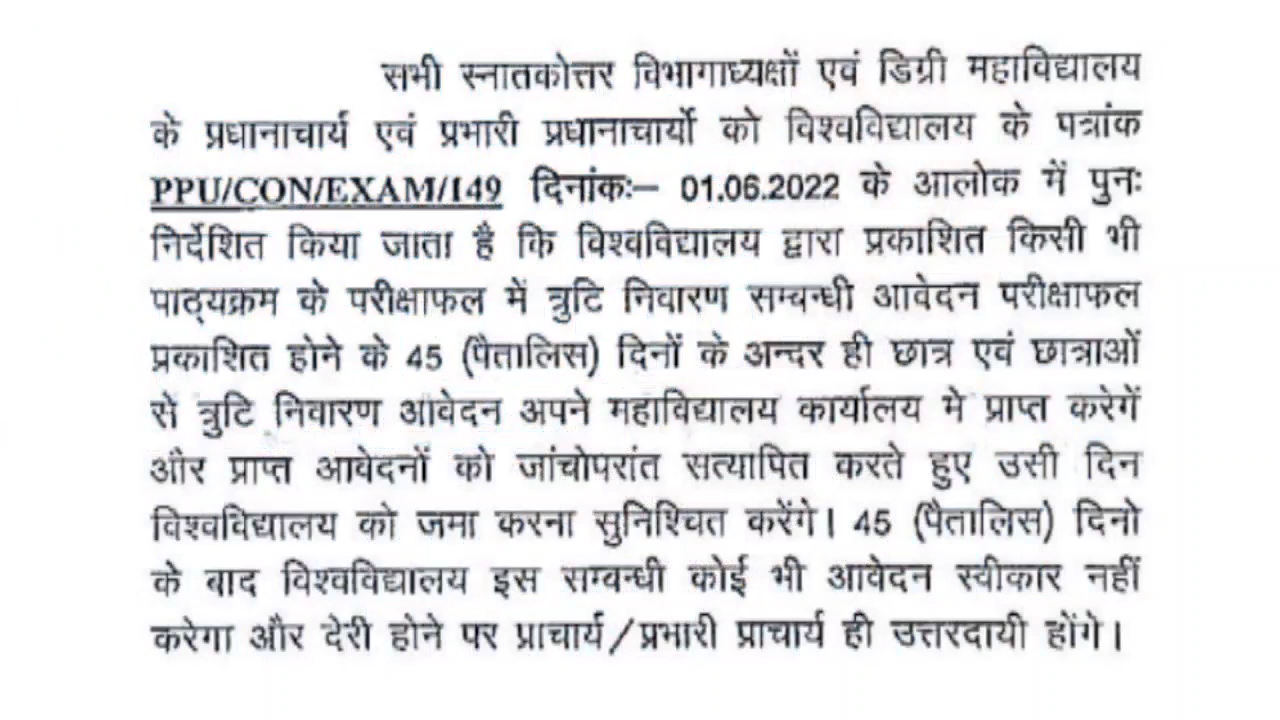 सभी स्नातकोत्तर विभागाध्यक्षों एवं डिग्री महाविद्यालय
के प्रधानाचार्य एवं प्रभारी प्रधानाचार्यो को विश्वविद्यालय के पत्रांक
PPU/CON/EXAM/149 दिनांकः– 01.06.2022 के आलोक में पुनः
निर्देशित किया जाता है कि विश्वविद्यालय द्वारा प्रकाशित किसी भी
पाठ्यक्रम के परीक्षाफल में त्रुटि निवारण सम्बन्धी आवेदन परीक्षाफल
प्रकाशित होने के 45 (पैतालिस) दिनों के अन्दर ही छात्र एवं छात्राओं
से त्रुटि निवारण आवेदन अपने महाविद्यालय कार्यालय मे प्राप्त करेगें
और प्राप्त आवेदनों को जांचोपरांत सत्यापित करते हुए उसी दिन
विश्वविद्यालय को जमा करना सुनिश्चित करेंगे। 45 (पैतालिस) दिनो
के बाद विश्वविद्यालय इस सम्बन्धी कोई भी आवेदन स्वीकार नहीं
करेगा और देरी होने पर प्राचार्य/प्रभारी प्राचार्य ही उत्तरदायी होंगे।